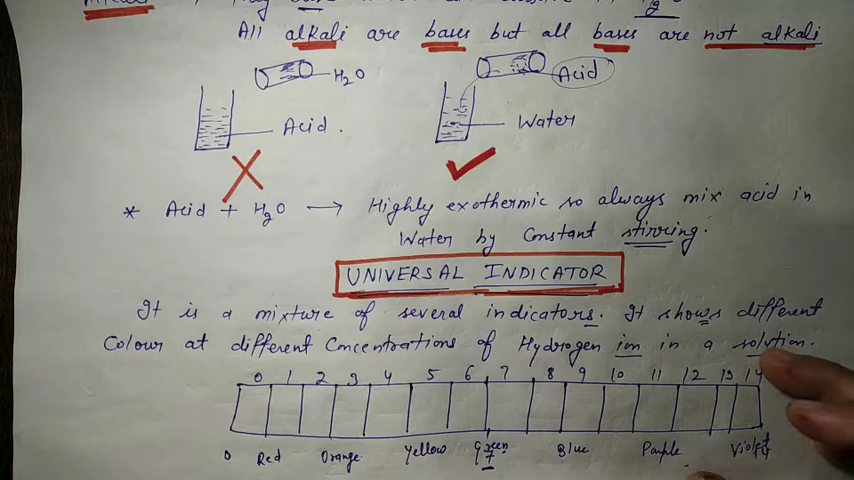 All alkali are bases but all bases are not alkali
H₂O
Acid
Acid.
Water
* Acid + H₂O → Highly exothermic so always mix acid in
Water by Constant stirring.
UNIVERSAL INDICATOR
It is a mixture of several indicators. It shows different
Colour at different Concentrations of Hydrogen ion in a solution.
0 1 2 3 4 5 6 7 8 9 10 11 12 13 14
0 Red Orange Yellow Green Blue Purple Violet
7 14